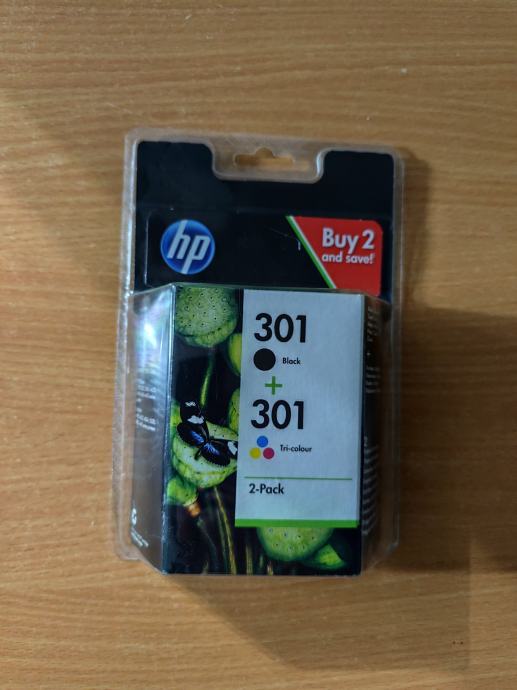 hp
Buy 2
and save!
301
Black
+
301
Tri-colour
2-Pack